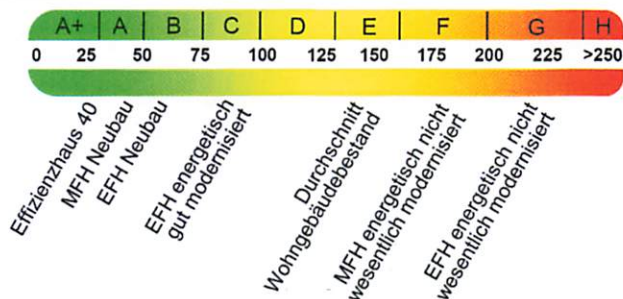 A+ A B C D E F G H
0 25 50 75 100 125 150 175 200 225 >250
Effizienzhaus 40
MFH Neubau
EFH Neubau
EFH energetisch
gut modernisiert
Durchschnitt
Wohngebäudebestand
MFH energetisch nicht
wesentlich modernisiert
EFH energetisch nicht
wesentlich modernisiert